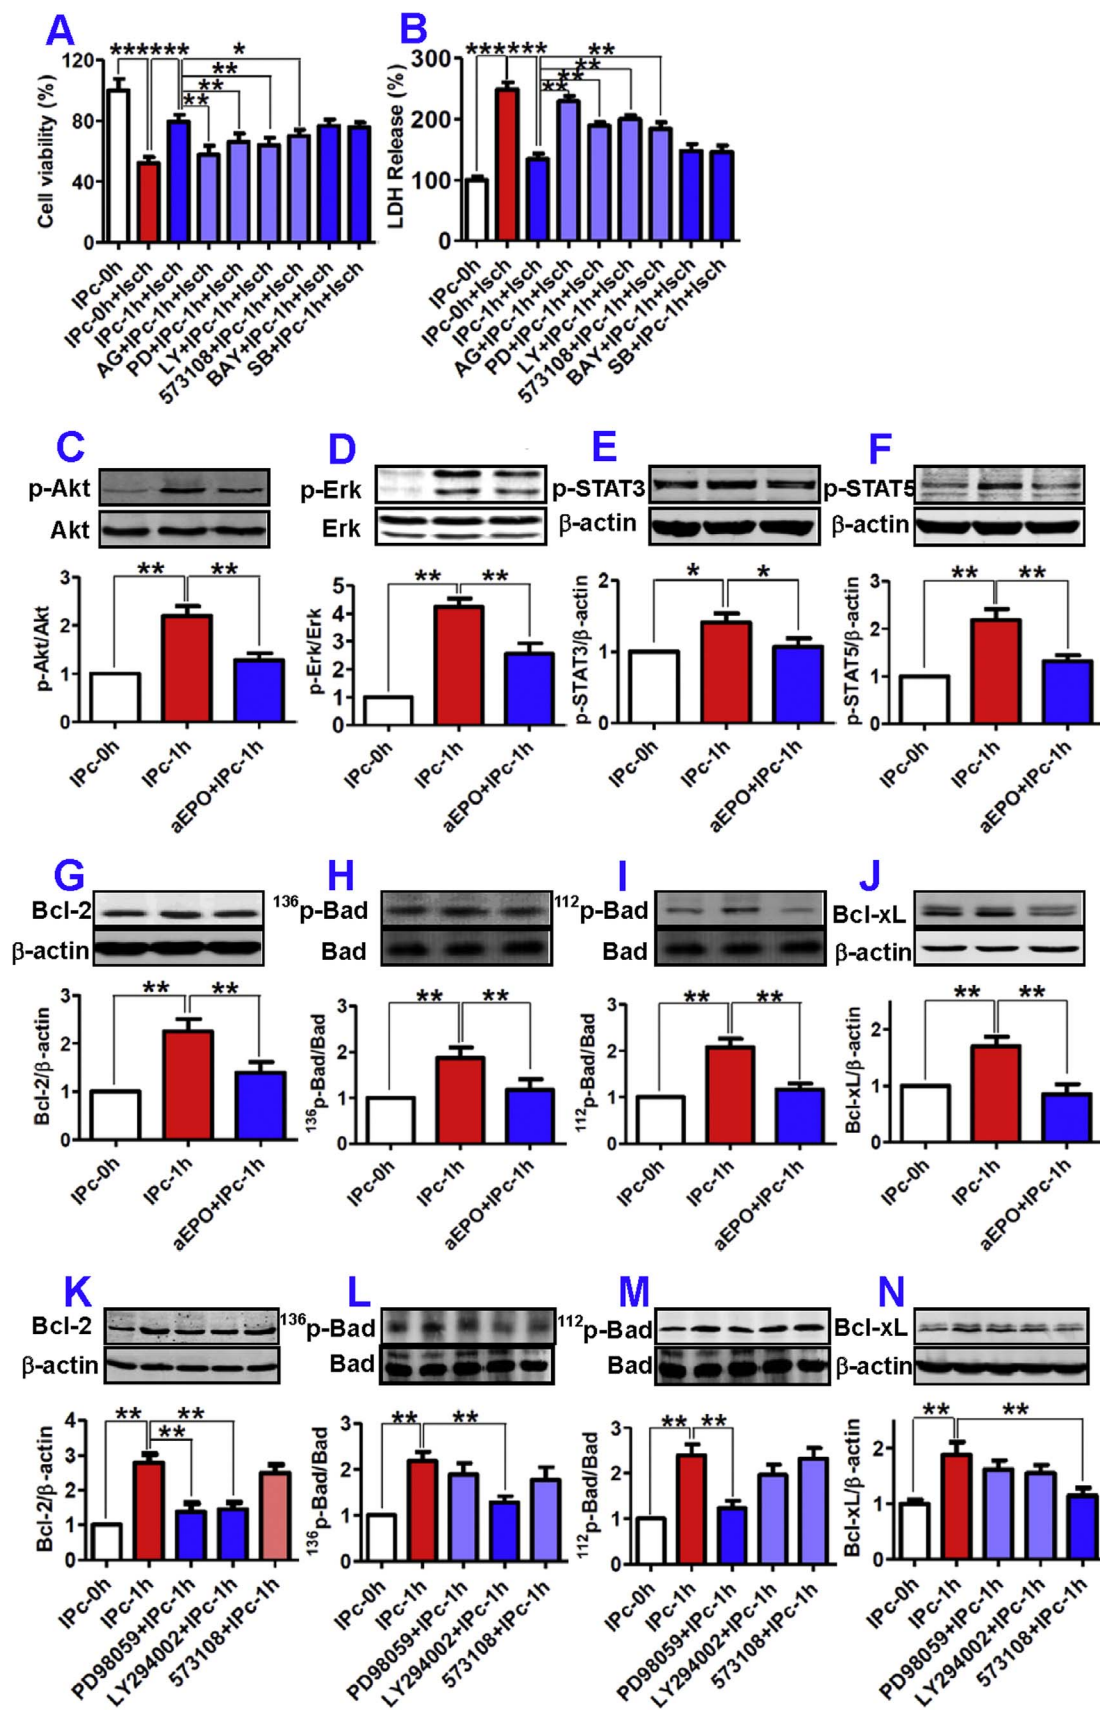 A
B
Cell viability (%)
120
80
40
0
*** *** *
**
**
**
IPc-0h
IPc-0h+Isch
IPc-1h+Isch
AG+IPc-1h+Isch
PD+IPc-1h+Isch
LY+IPc-1h+Isch
573108+IPc-1h+Isch
BAY+IPc-1h+Isch
SB+IPc-1h+Isch
LDH Release (%)
300
200
100
0
*** *** **
**
**
**
IPc-0h
IPc-0h+Isch
IPc-1h+Isch
AG+IPc-1h+Isch
PD+IPc-1h+Isch
LY+IPc-1h+Isch
573108+IPc-1h+Isch
BAY+IPc-1h+Isch
SB+IPc-1h+Isch
C
p-Akt
Akt
p-Akt/Akt
3
2
1
0
** **
IPc-0h
IPc-1h
aEPO+IPc-1h
D
p-Erk
Erk
p-Erk/Erk
5
4
3
2
1
0
** **
IPc-0h
IPc-1h
aEPO+IPc-1h
E
p-STAT3
β-actin
p-STAT3/β-actin
2
1
0
* *
IPc-0h
IPc-1h
aEPO+IPc-1h
F
p-STAT5
β-actin
p-STAT5/β-actin
3
2
1
0
** **
IPc-0h
IPc-1h
aEPO+IPc-1h
G
Bcl-2
β-actin
Bcl-2/β-actin
3
2
1
0
** **
IPc-0h
IPc-1h
aEPO+IPc-1h
H
136p-Bad
Bad
136p-Bad/Bad
3
2
1
0
** **
IPc-0h
IPc-1h
aEPO+IPc-1h
I
112p-Bad
Bad
112p-Bad/Bad
3
2
1
0
** **
IPc-0h
IPc-1h
aEPO+IPc-1h
J
Bcl-xL
β-actin
Bcl-xL/β-actin
2
1
0
** **
IPc-0h
IPc-1h
aEPO+IPc-1h
K
Bcl-2
β-actin
Bcl-2/β-actin
4
3
2
1
0
** **
**
IPc-0h
IPc-1h
PD98059+IPc-1h
LY294002+IPc-1h
573108+IPc-1h
L
136p-Bad
Bad
136p-Bad/Bad
3
2
1
0
** **
IPc-0h
IPc-1h
PD98059+IPc-1h
LY294002+IPc-1h
573108+IPc-1h
M
112p-Bad
Bad
112p-Bad/Bad
3
2
1
0
** **
IPc-0h
IPc-1h
PD98059+IPc-1h
LY294002+IPc-1h
573108+IPc-1h
N
Bcl-xL
β-actin
Bcl-xL/β-actin
2
1
0
** **
IPc-0h
IPc-1h
PD98059+IPc-1h
LY294002+IPc-1h
573108+IPc-1h